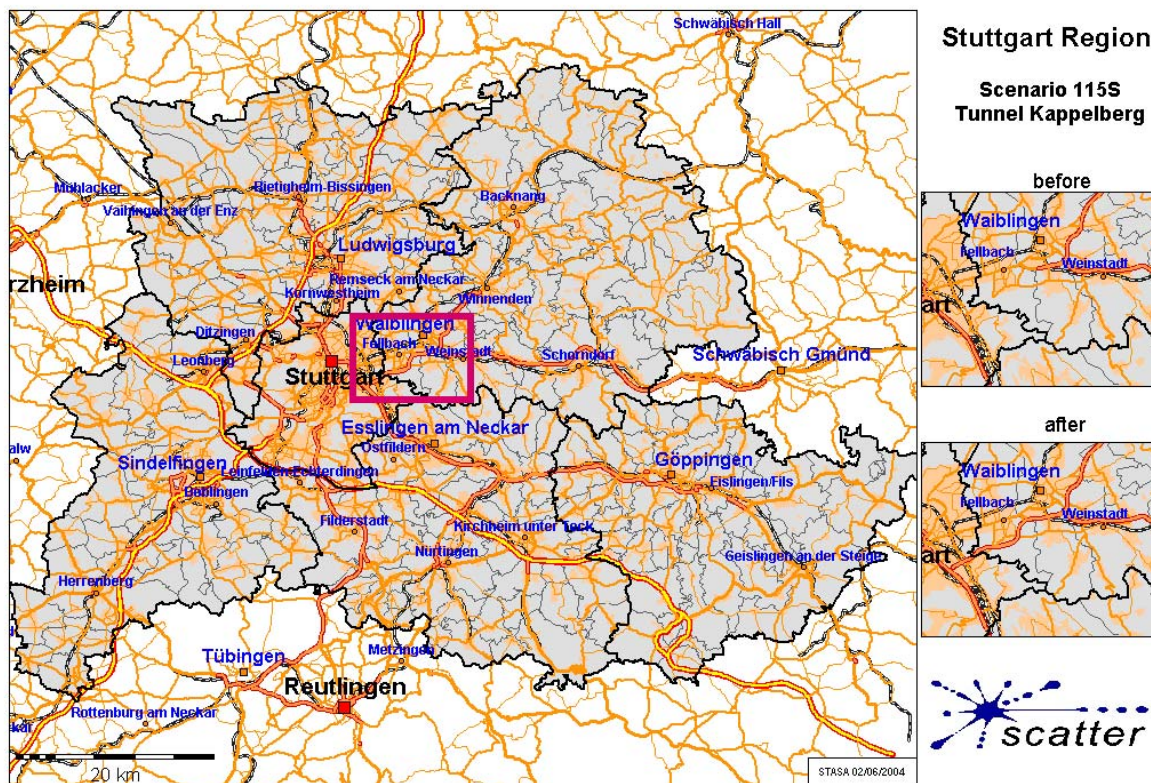 Schwäbisch Hall
Stuttgart Region
Scenario 115S
Tunnel Kappelberg
before
Waiblingen
Fellbach
Weinstadt
art
after
Waiblingen
Fellbach
Weinstadt
art
scatter
Mühlacker
Bietigheim-Bissingen
Backnang
Vaihingen an der Enz
Ludwigsburg
Remseck am Neckar
rzheim
Kornwestheim
Winnenden
Ditzingen
Waiblingen
Fellbach
Weinstadt
Leonberg
Schorndorf
Schwäbisch Gmünd
Stuttgart
Esslingen am Neckar
Ostfildern
alw
Sindelfingen
Leinfelden-Echterdingen
Göppingen
Böblingen
Eislingen/Fils
Filderstadt
Kirchheim unter Teck
Nürtingen
Geislingen an der Steige
Herrenberg
Tübingen
Metzingen
Reutlingen
Rottenburg am Neckar
kar
20 km
STASA 02/06/2004